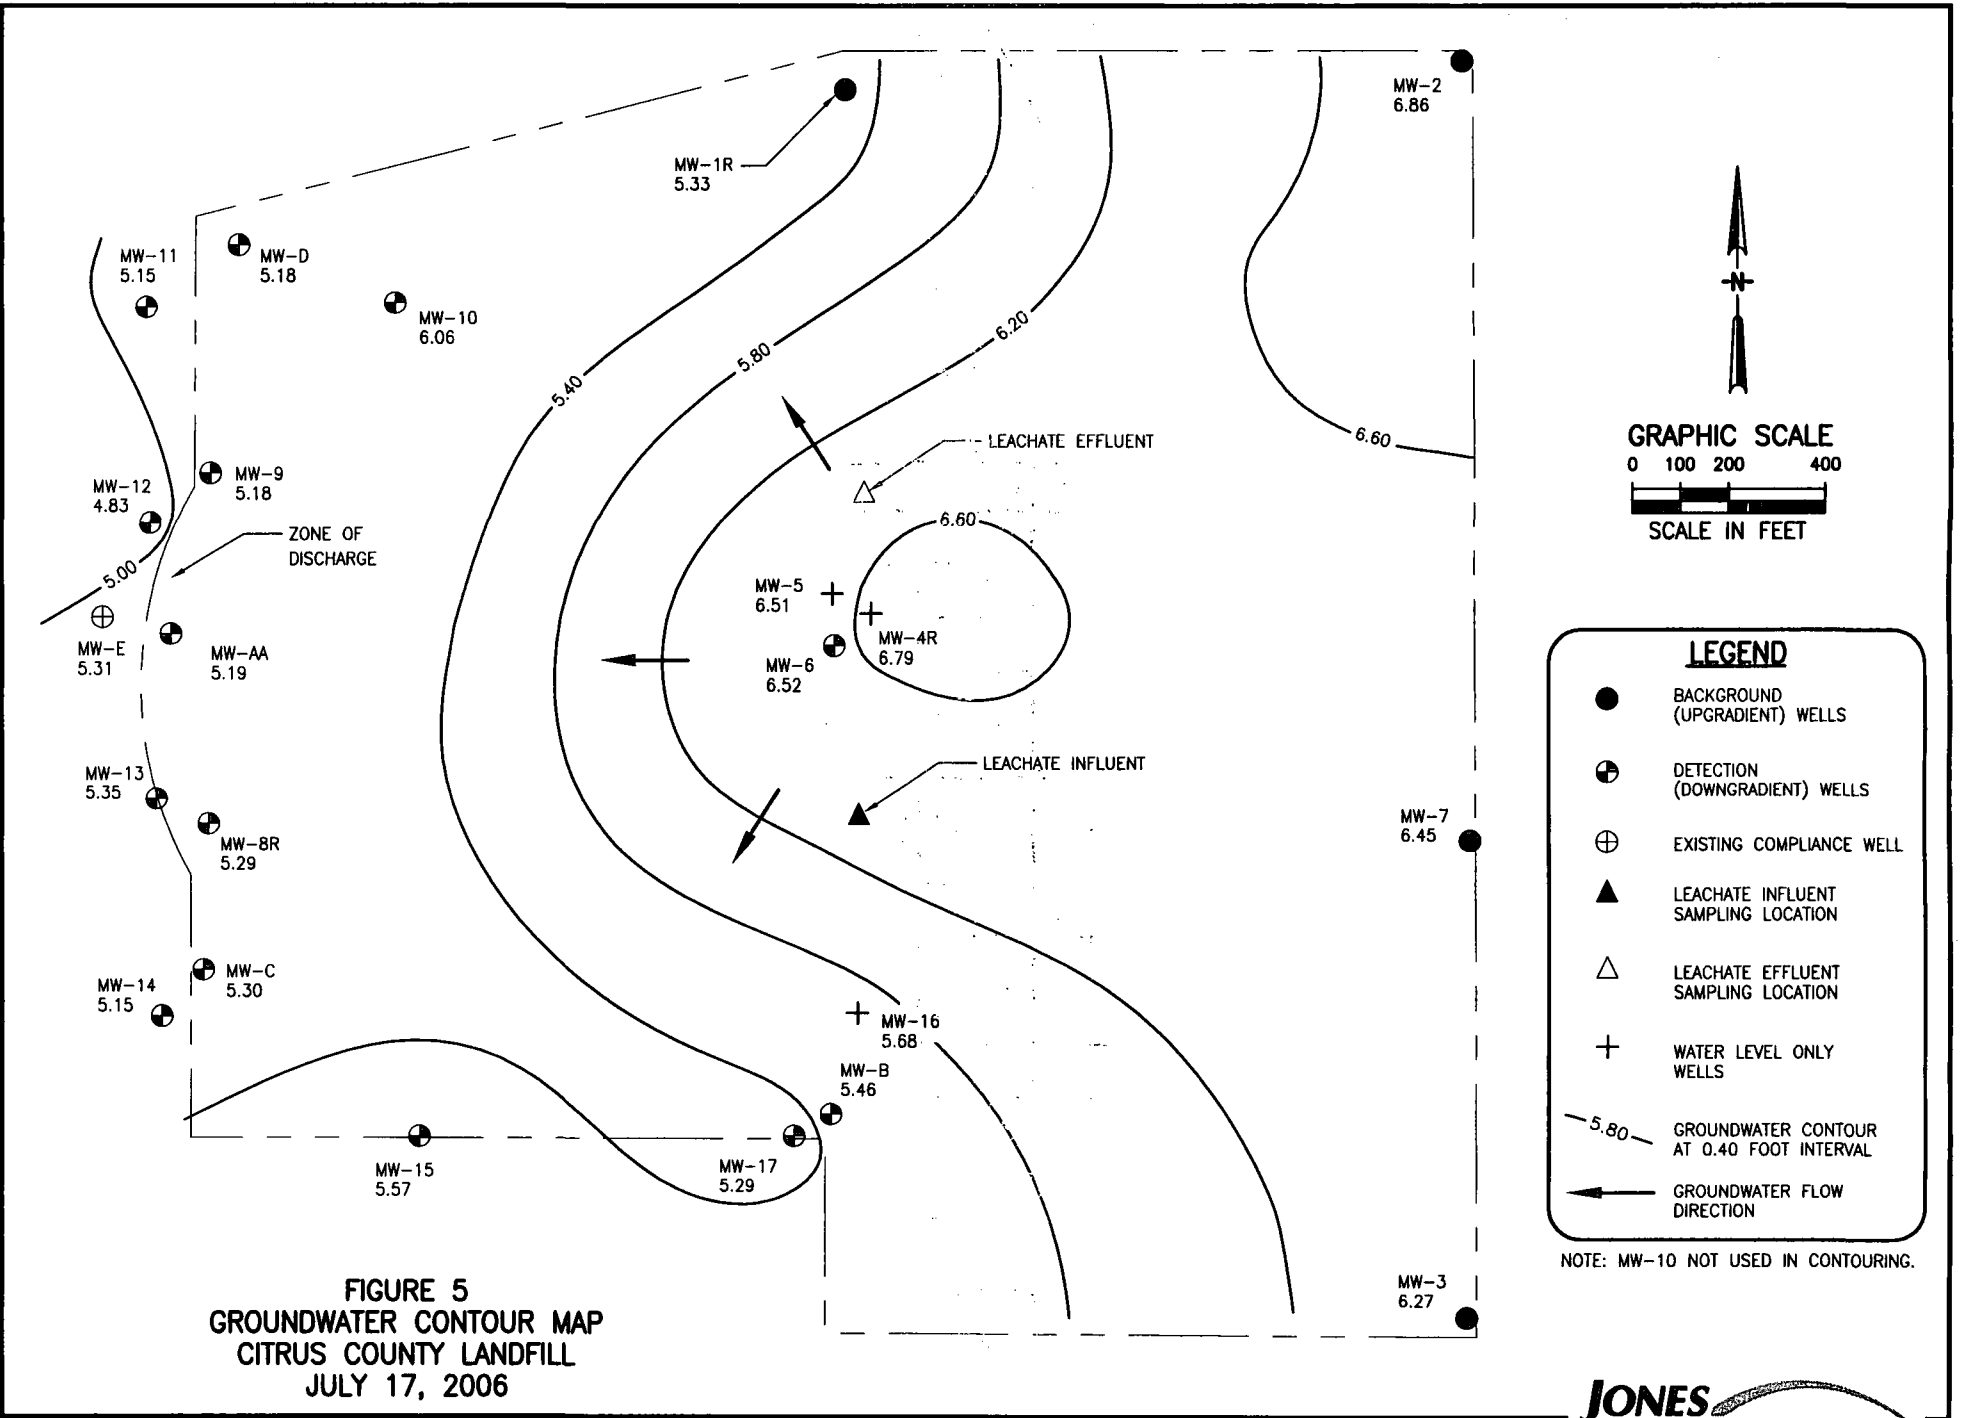 MW-2
6.86
MW-1R
5.33
MW-11
5.15
MW-D
5.18
MW-10
6.06
6.20
5.80
5.40
6.60
N
GRAPHIC SCALE
0 100 200 400
SCALE IN FEET
LEACHATE EFFLUENT
MW-12
4.83
MW-9
5.18
ZONE OF
DISCHARGE
6.60
5.00
MW-5
6.51
MW-4R
6.79
MW-6
6.52
MW-E
5.31
MW-AA
5.19
MW-13
5.35
MW-8R
5.29
LEACHATE INFLUENT
MW-7
6.45
MW-C
5.30
MW-14
5.15
MW-16
5.68
MW-B
5.46
MW-15
5.57
MW-17
5.29
MW-3
6.27
LEGEND
BACKGROUND
(UPGRADIENT) WELLS
DETECTION
(DOWNGRADIENT) WELLS
EXISTING COMPLIANCE WELL
LEACHATE INFLUENT
SAMPLING LOCATION
LEACHATE EFFLUENT
SAMPLING LOCATION
WATER LEVEL ONLY
WELLS
5.80
GROUNDWATER CONTOUR
AT 0.40 FOOT INTERVAL
GROUNDWATER FLOW
DIRECTION
NOTE: MW-10 NOT USED IN CONTOURING.
FIGURE 5
GROUNDWATER CONTOUR MAP
CITRUS COUNTY LANDFILL
JULY 17, 2006
JONES